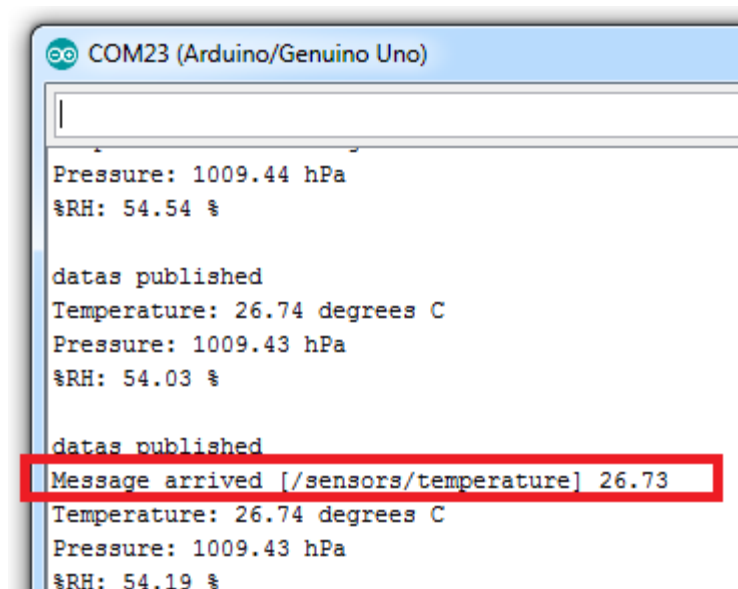 COM23 (Arduino/Genuino Uno)
Pressure: 1009.44 hPa
%RH: 54.54 %
datas published
Temperature: 26.74 degrees C
Pressure: 1009.43 hPa
%RH: 54.03 %
datas published
Message arrived [/sensors/temperature] 26.73
Temperature: 26.74 degrees C
Pressure: 1009.43 hPa
%RH: 54.19 %